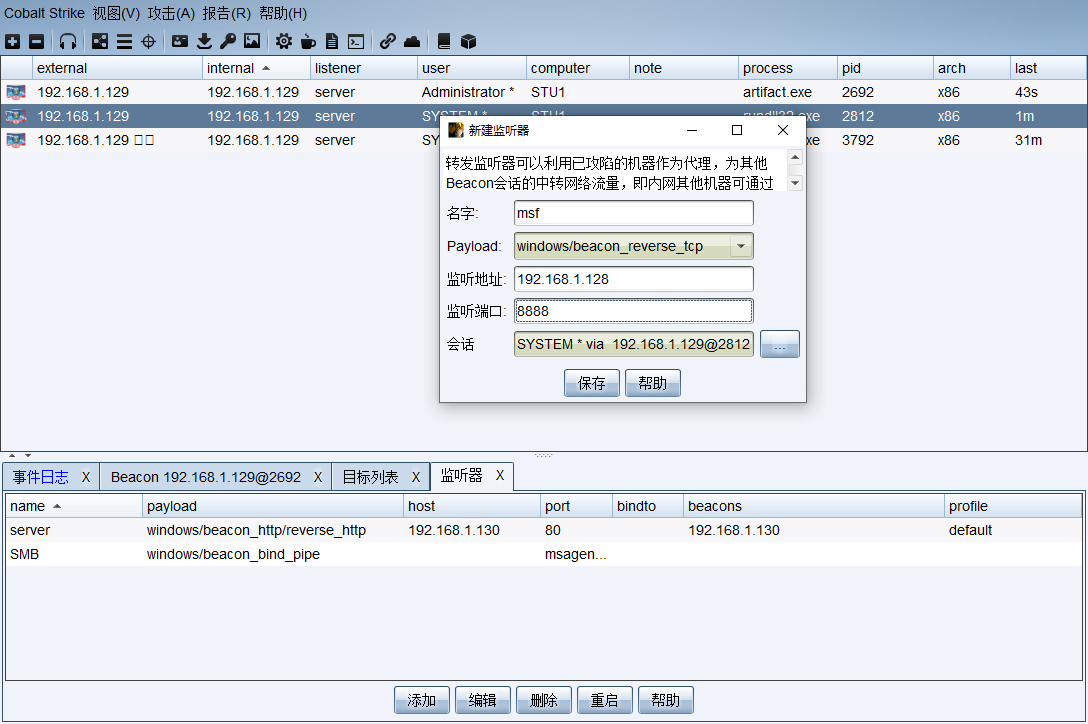 Cobalt Strike 视图(V) 攻击(A) 报告(R) 帮助(H)
external internal listener user computer note process pid arch last
192.168.1.129 192.168.1.129 server Administrator * STU1 artifact.exe 2692 x86 43s
192.168.1.129 192.168.1.129 server 2812 x86 1m
192.168.1.129 192.168.1.129 server 3792 x86 31m
新建监听器
转发监听器可以利用已攻陷的机器作为代理，为其他
Beacon会话的中转网络流量，即内网其他机器可通过
名字: msf
Payload: windows/beacon_reverse_tcp
监听地址: 192.168.1.128
监听端口: 8888
会话 SYSTEM * via 192.168.1.129@2812 ...
保存 帮助
事件日志 X Beacon 192.168.1.129@2692 X 目标列表 X 监听器 X
name payload host port bindto beacons profile
server windows/beacon_http/reverse_http 192.168.1.130 80 192.168.1.130 default
SMB windows/beacon_bind_pipe msagen...
添加 编辑 删除 重启 帮助